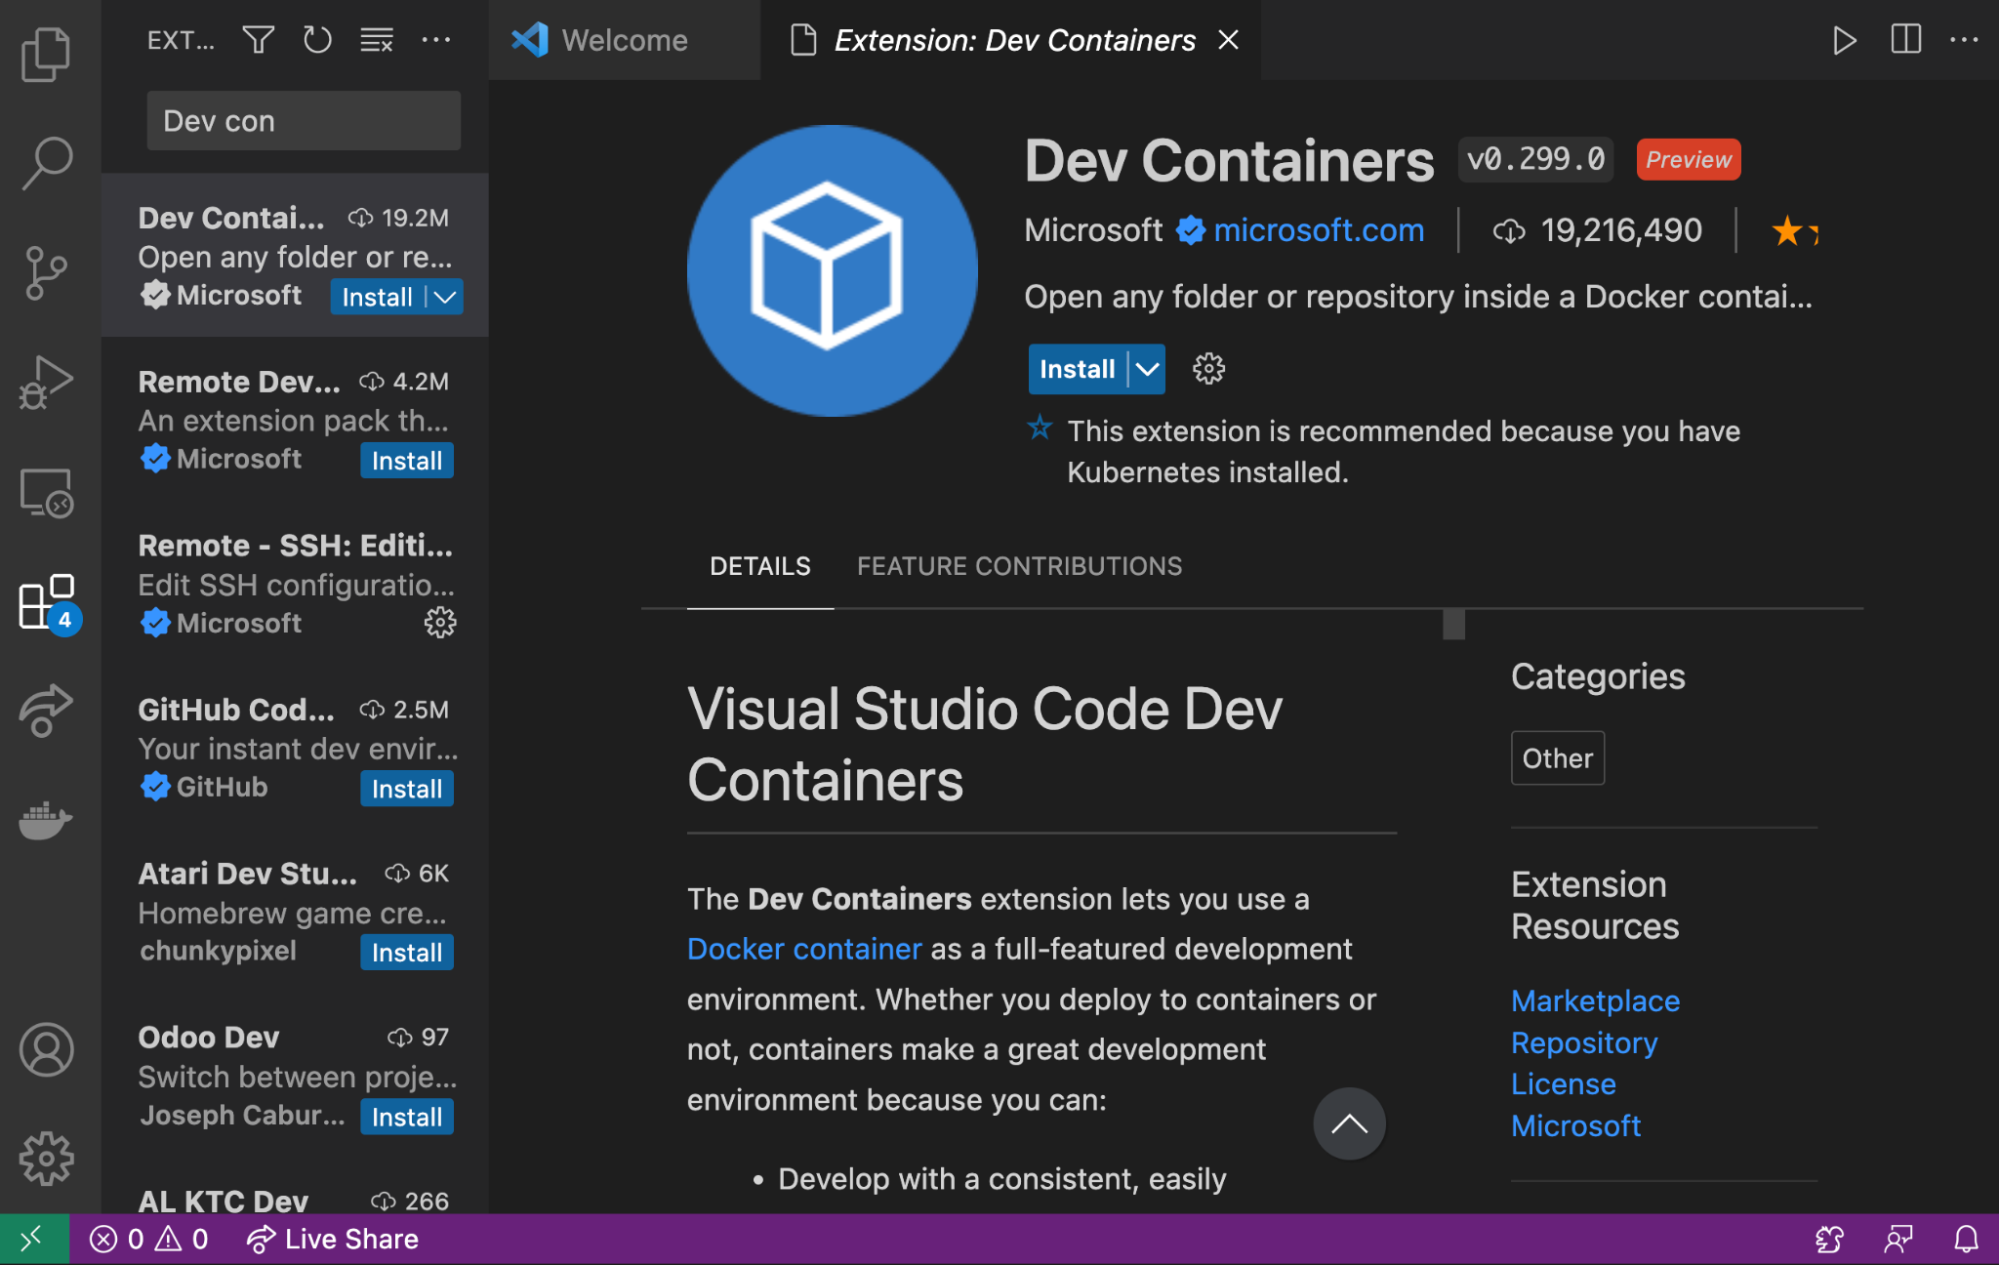 EXT...
Dev con
Dev Contai... 19.2M
Open any folder or re...
Microsoft Install
Remote Dev... 4.2M
An extension pack th...
Microsoft Install
Remote - SSH: Editi...
Edit SSH configuratio...
Microsoft
4
GitHub Cod... 2.5M
Your instant dev envir...
GitHub Install
Atari Dev Stu... 6K
Homebrew game cre...
chunkypixel Install
Odoo Dev 97
Switch between proje...
Joseph Cabur... Install
AL KTC Dev 266
Welcome
Extension: Dev Containers
Dev Containers v0.299.0 Preview
Microsoft microsoft.com 19,216,490
Open any folder or repository inside a Docker contai...
Install
This extension is recommended because you have
Kubernetes installed.
DETAILS FEATURE CONTRIBUTIONS
Visual Studio Code Dev
Containers
The Dev Containers extension lets you use a
Docker container as a full-featured development
environment. Whether you deploy to containers or
not, containers make a great development
environment because you can:
• Develop with a consistent, easily
Categories
Other
Extension
Resources
Marketplace
Repository
License
Microsoft
0 0 Live Share